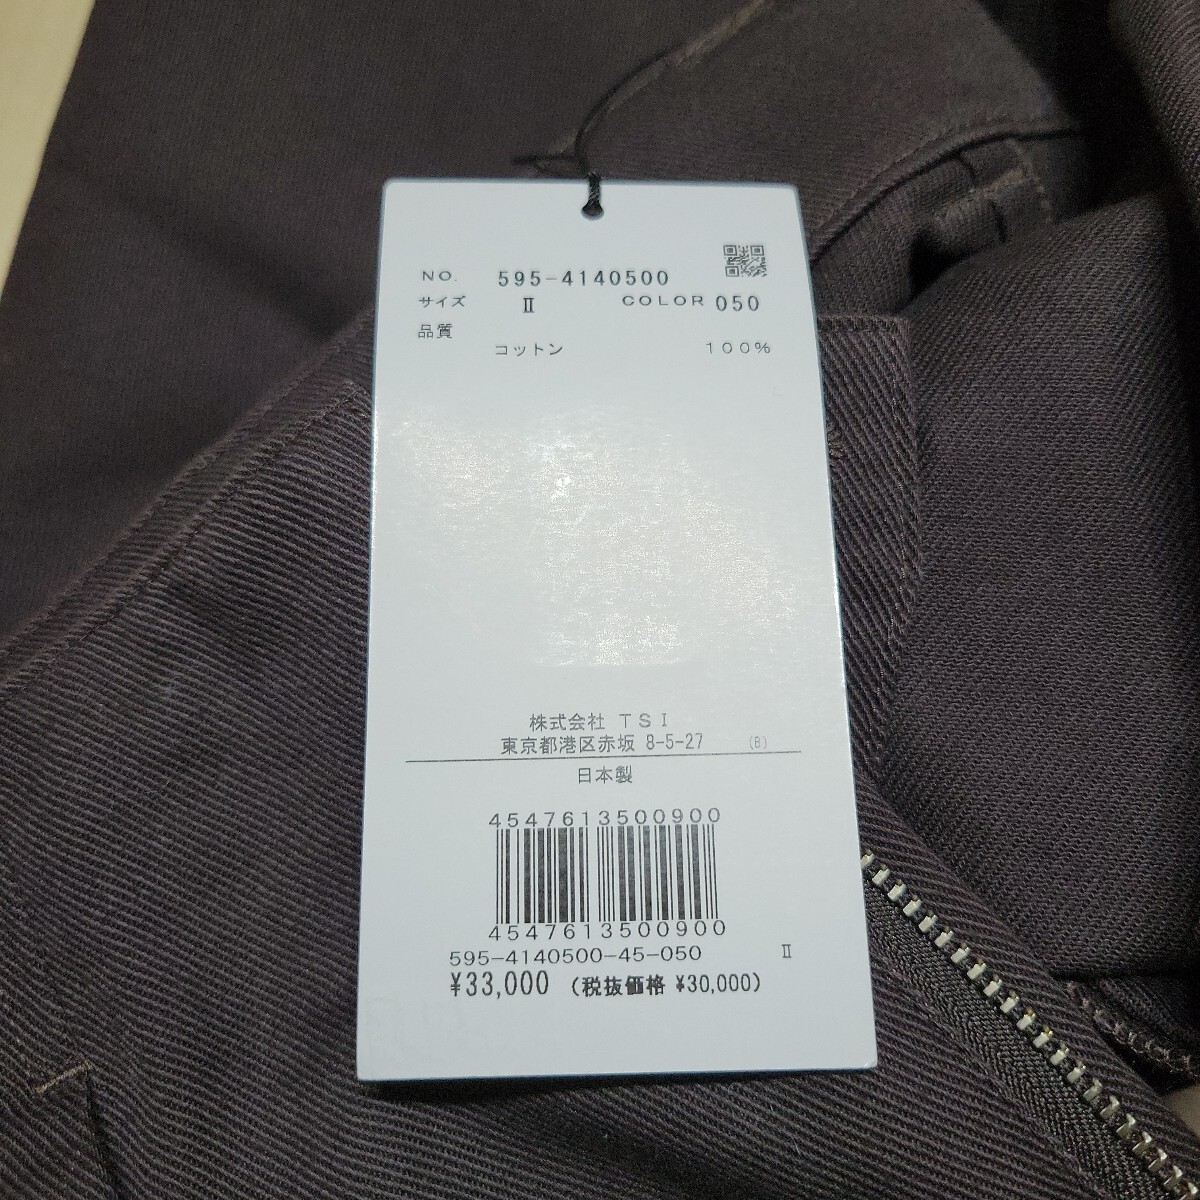 NO. 595-4140500
サイズ Ⅱ COLOR 050
品質
コットン 100%
株式会社 TSI
東京都港区赤坂 8-5-27 (B)
日本製
4547613500900
4547613500900
595-4140500-45-050 Ⅱ
¥33,000 (税抜価格 ¥30,000)